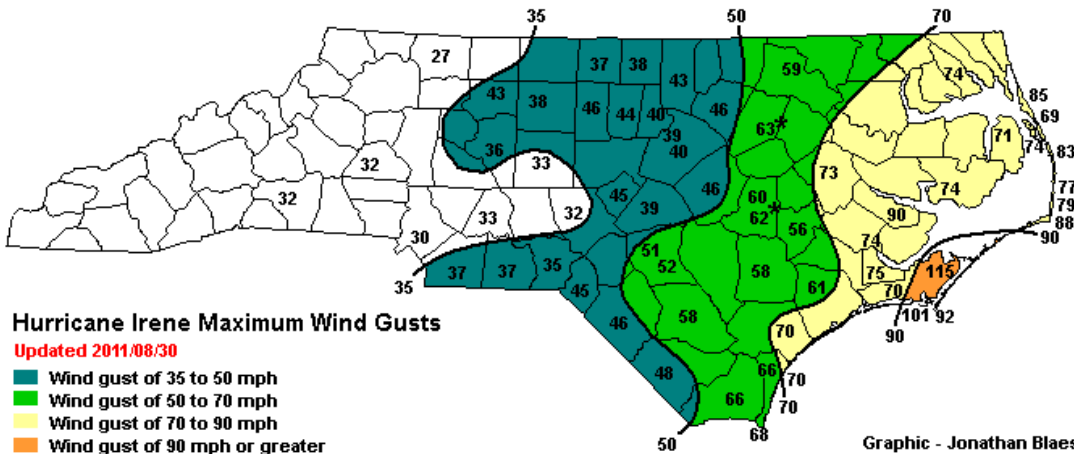 35 50 70
27 37 38 43 59 74
43 38 46 44 40 46 63* 85
39 69
36 40 71 74
32 33 73 83
32 33 32 45 39 46 60 74 77
62* 90 79
30 56 88
51 74 90
37 37 35 52 58 75 115
35 45 61 70
46 58 70 101 92
90
48 66 70
66 70
50 68
Hurricane Irene Maximum Wind Gusts
Updated 2011/08/30
Wind gust of 35 to 50 mph
Wind gust of 50 to 70 mph
Wind gust of 70 to 90 mph
Wind gust of 90 mph or greater
Graphic - Jonathan Blaes